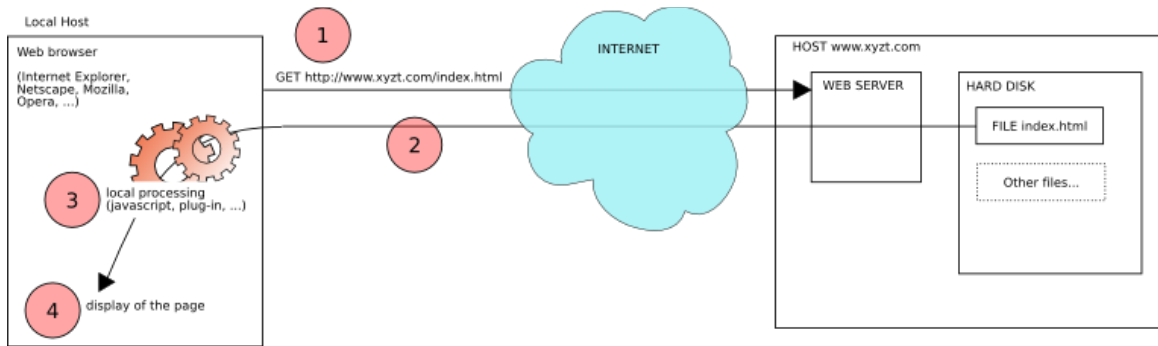 Local Host
Web browser
(Internet Explorer,
Netscape, Mozilla,
Opera, ...)
1
GET http://www.xyzt.com/index.html
INTERNET
HOST www.xyzt.com
WEB SERVER
HARD DISK
FILE index.html
Other files...
2
3
local processing
(javascript, plug-in, ...)
4
display of the page